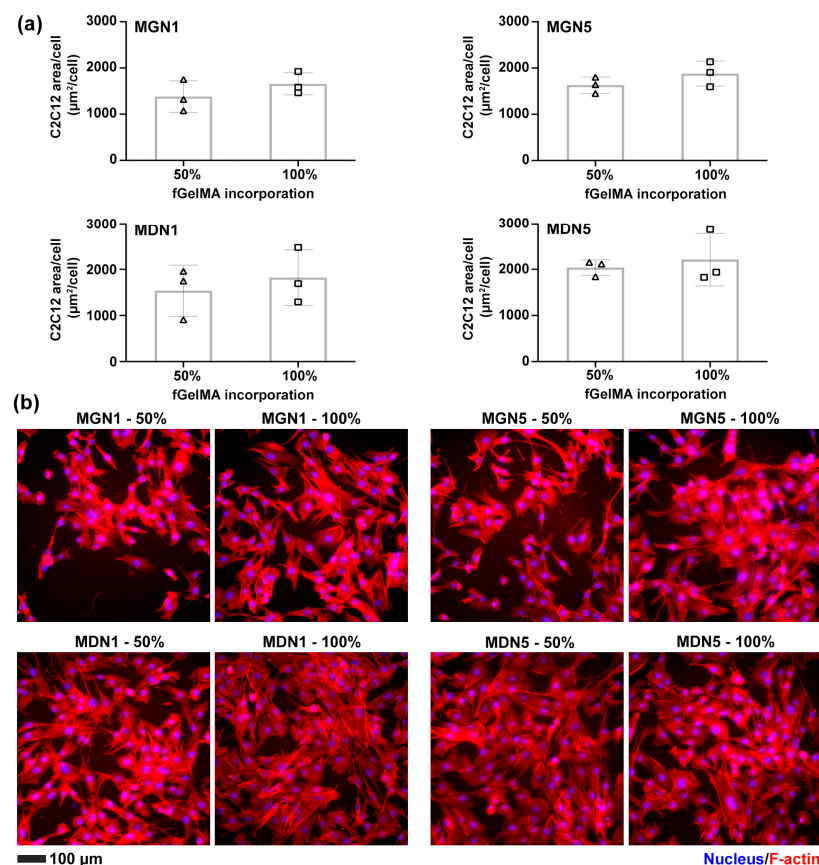 (a)
MGN1
C2C12 area/cell
(µm²/cell)
3000
2000
1000
0
50%
100%
fGelMA incorporation
MGN5
C2C12 area/cell
(µm²/cell)
3000
2000
1000
0
50%
100%
fGelMA incorporation
MDN1
C2C12 area/cell
(µm²/cell)
3000
2000
1000
0
50%
100%
fGelMA incorporation
MDN5
C2C12 area/cell
(µm²/cell)
3000
2000
1000
0
50%
100%
fGelMA incorporation
(b)
MGN1 - 50%
MGN1 - 100%
MGN5 - 50%
MGN5 - 100%
MDN1 - 50%
MDN1 - 100%
MDN5 - 50%
MDN5 - 100%
100 µm
Nucleus/F-actin